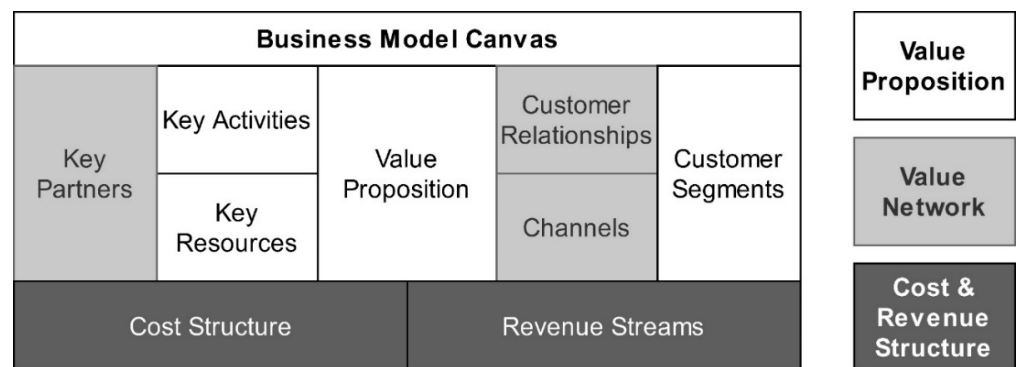 Business Model Canvas
Key
Partners
Key Activities
Key
Resources
Value
Proposition
Customer
Relationships
Channels
Customer
Segments
Cost Structure
Revenue Streams
Value
Proposition
Value
Network
Cost &
Revenue
Structure